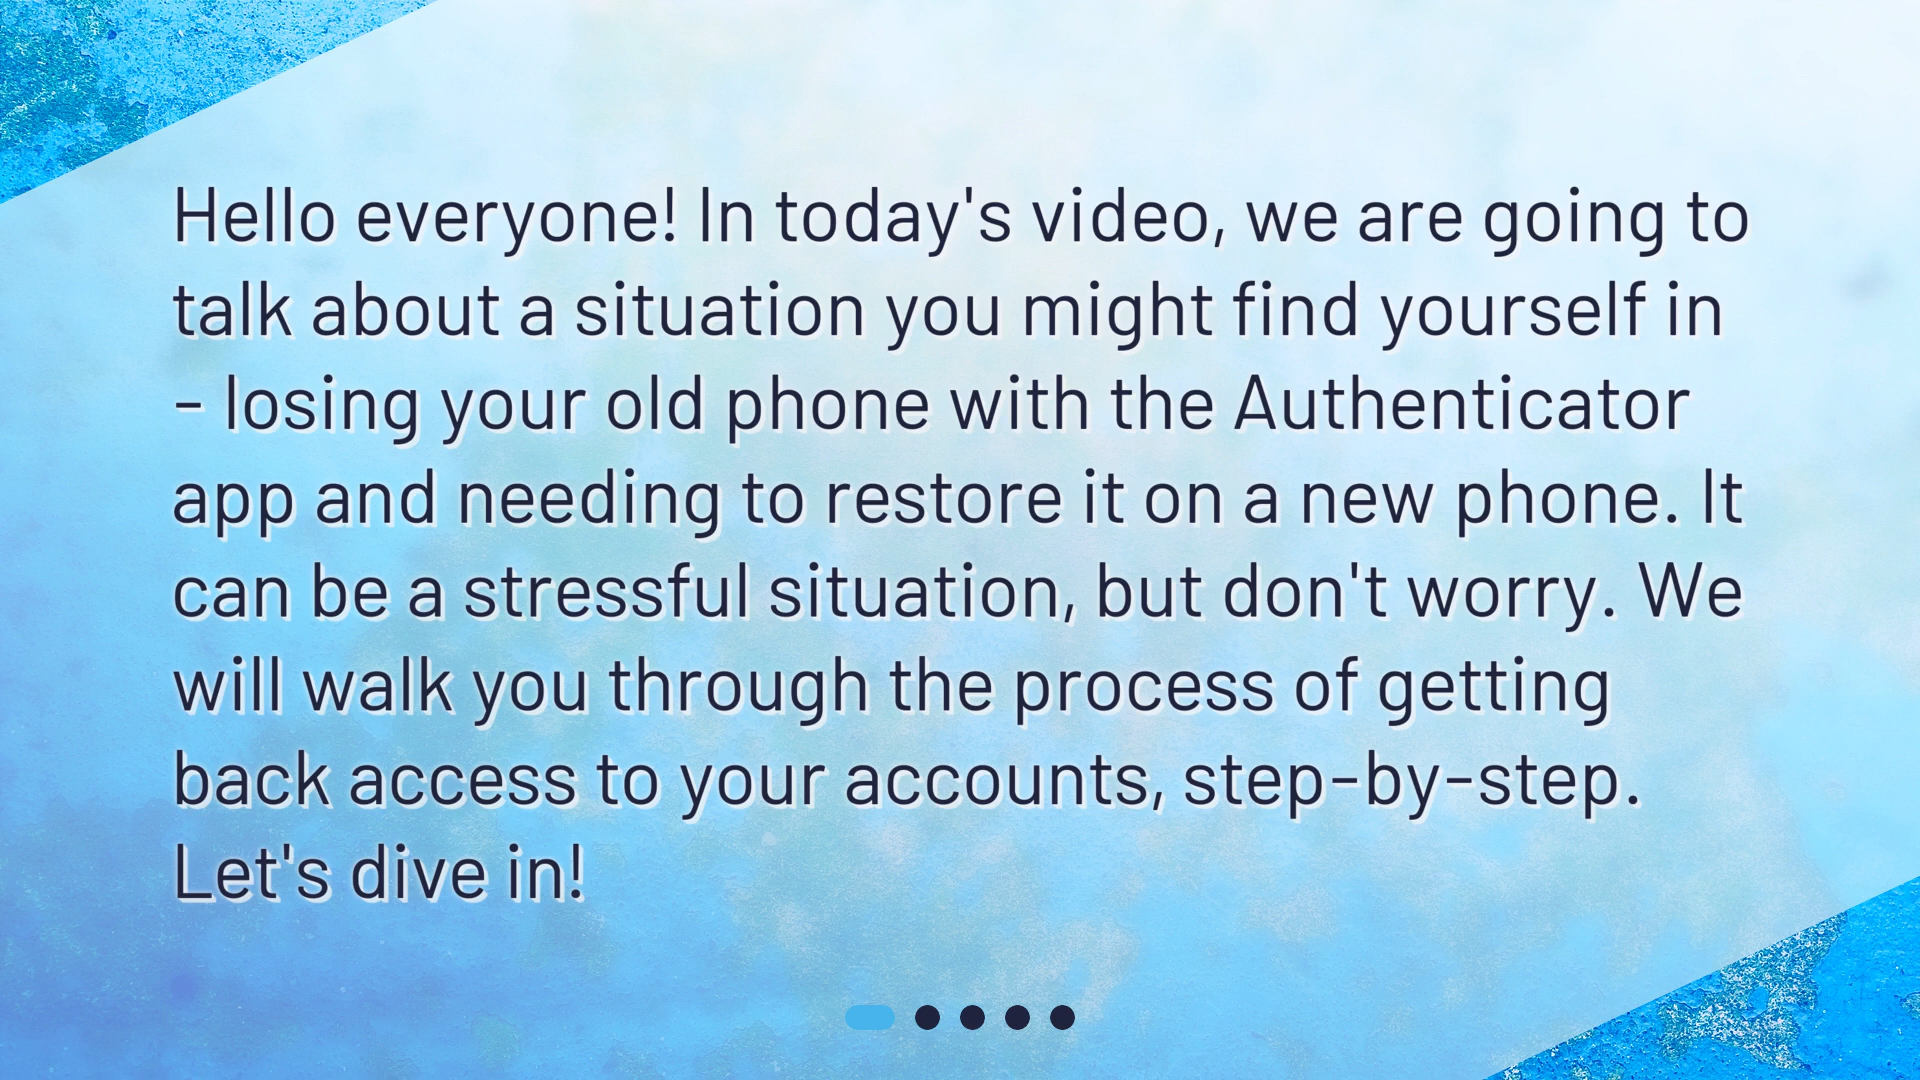 Hello everyone! In today's video, we are going to
talk about a situation you might find yourself in
- losing your old phone with the Authenticator
app and needing to restore it on a new phone. It
can be a stressful situation, but don't worry. We
will walk you through the process of getting
back access to your accounts, step-by-step.
Let's dive in!